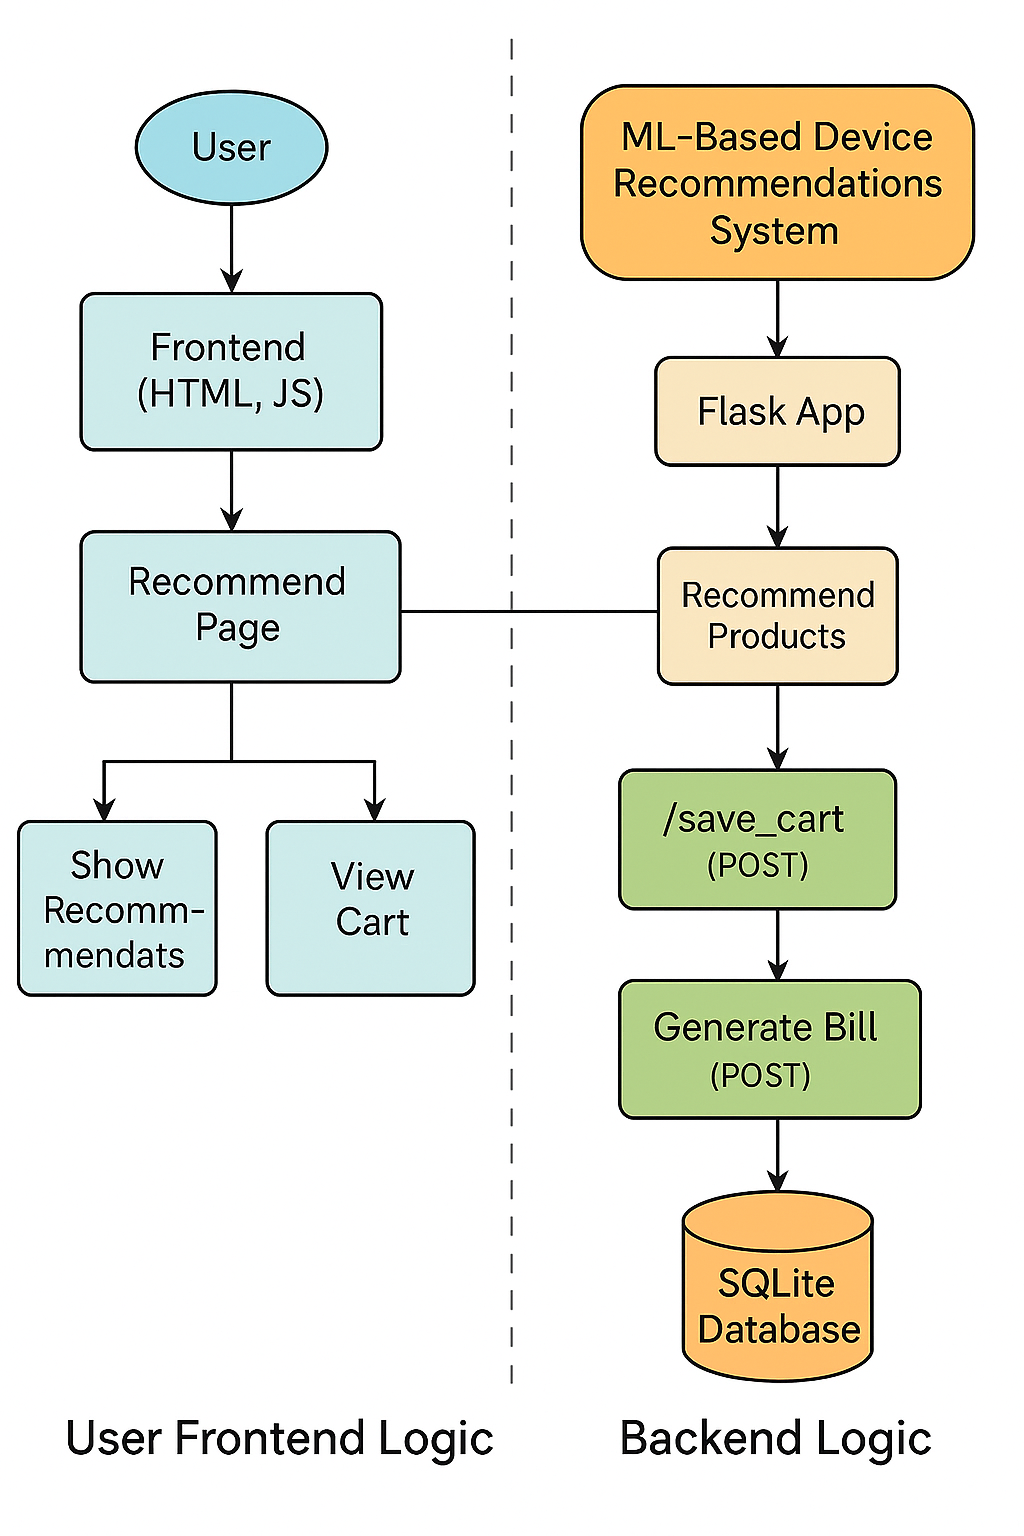 User
Frontend
(HTML, JS)
Recommend
Page
Show
Recomm-
mendats
View
Cart
User Frontend Logic
ML-Based Device
Recommendations
System
Flask App
Recommend
Products
/save_cart
(POST)
Generate Bill
(POST)
SQLite
Database
Backend Logic